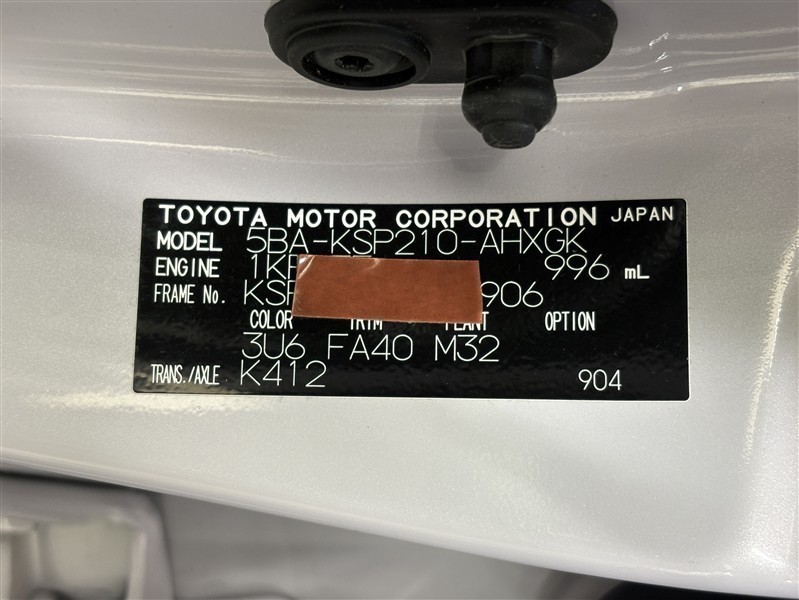 TOYOTA MOTOR CORPORATION JAPAN
MODEL 5BA-KSP210-AHXGK
ENGINE 1KR 996 mL
FRAME No. KSP 906
COLOR TRIM PLANT OPTION
3U6 FA40 M32
TRANS./AXLE K412 904